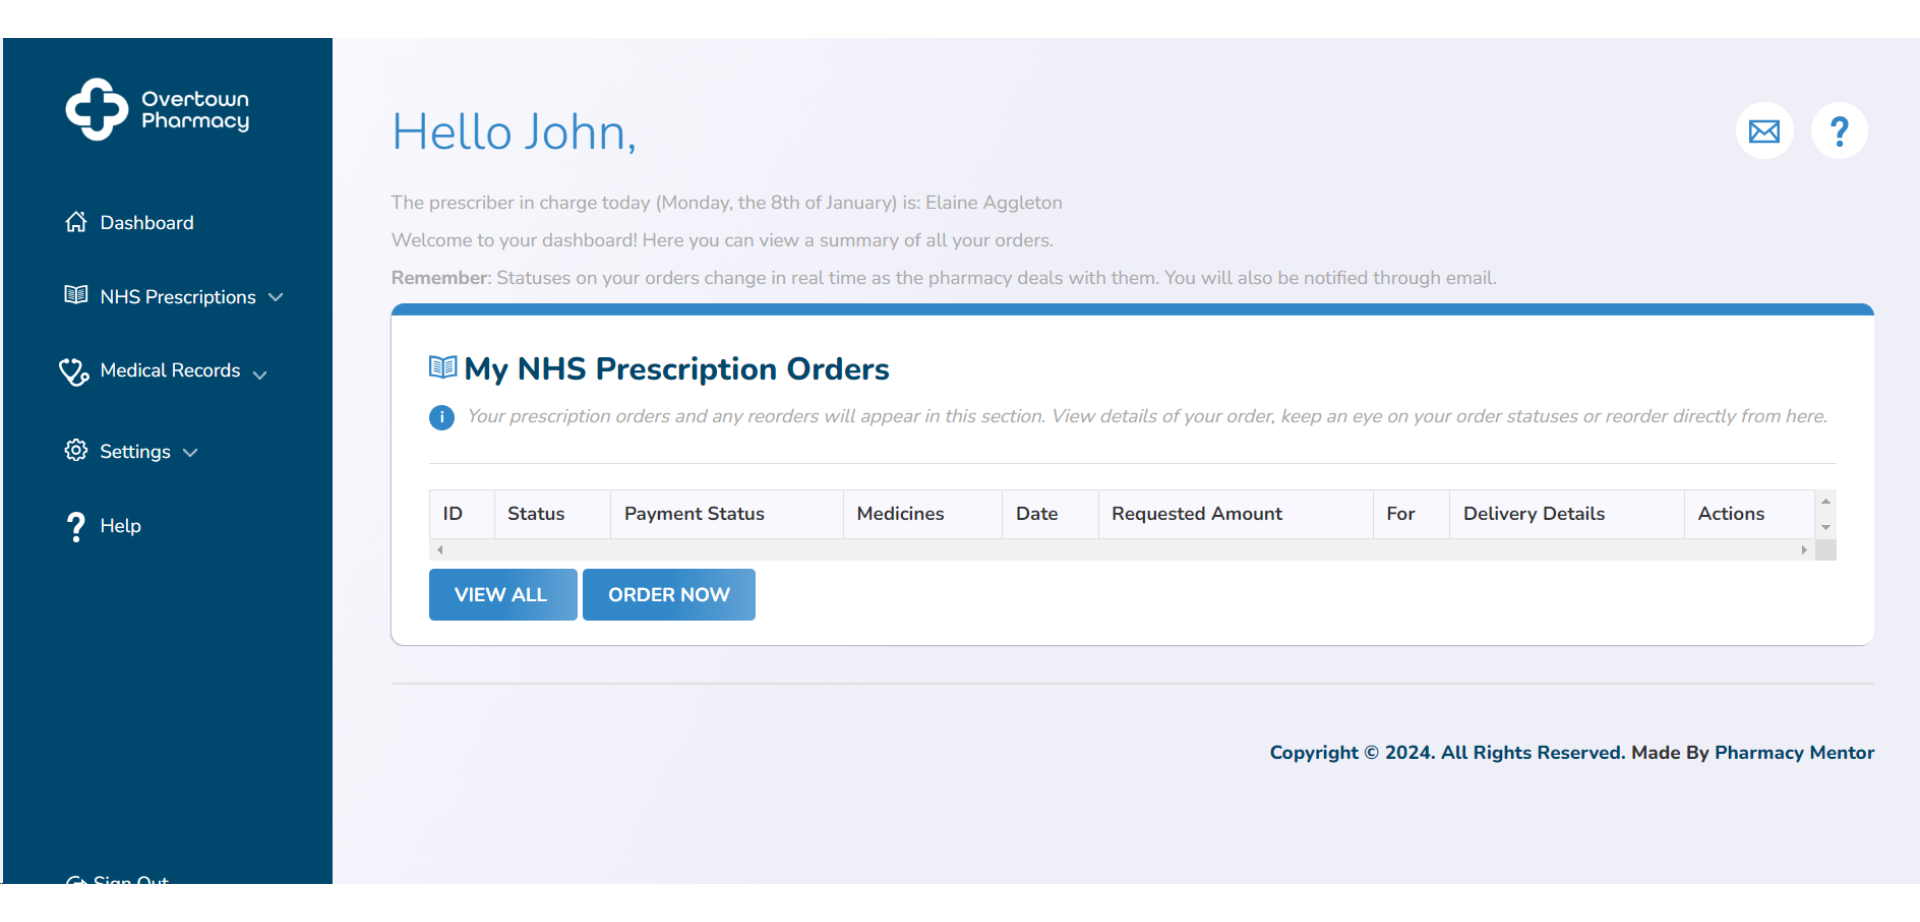 Overtown
Pharmacy
Dashboard
NHS Prescriptions
Medical Records
Settings
? Help
Sign Out
Hello John,
?
The prescriber in charge today (Monday, the 8th of January) is: Elaine Aggleton
Welcome to your dashboard! Here you can view a summary of all your orders.
Remember: Statuses on your orders change in real time as the pharmacy deals with them. You will also be notified through email.
My NHS Prescription Orders
i Your prescription orders and any reorders will appear in this section. View details of your order, keep an eye on your order statuses or reorder directly from here.
ID Status Payment Status Medicines Date Requested Amount For Delivery Details Actions
VIEW ALL ORDER NOW
Copyright © 2024. All Rights Reserved. Made By Pharmacy Mentor